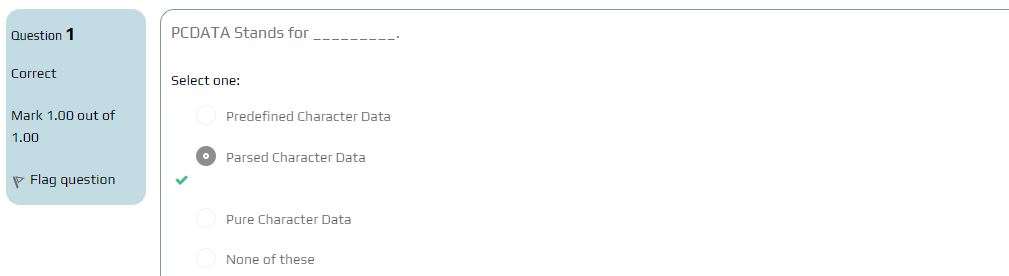 Question 1
Correct
Mark 1.00 out of
1.00
Flag question
PCDATA Stands for _________.
Select one:
Predefined Character Data
Parsed Character Data
Pure Character Data
None of these